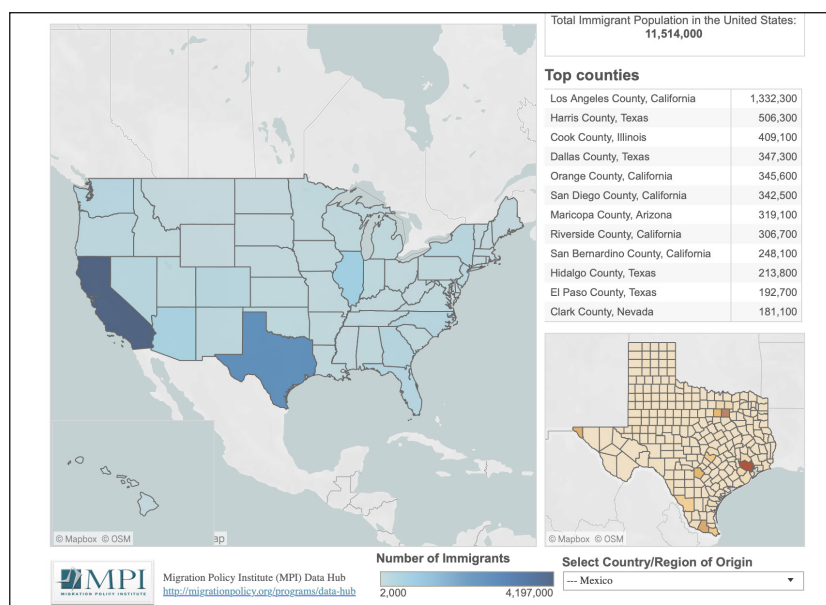 Total Immigrant Population in the United States:
11,514,000
Top counties
Los Angeles County, California 1,332,300
Harris County, Texas 506,300
Cook County, Illinois 409,100
Dallas County, Texas 347,300
Orange County, California 345,600
San Diego County, California 342,500
Maricopa County, Arizona 319,100
Riverside County, California 306,700
San Bernardino County, California 248,100
Hidalgo County, Texas 213,800
El Paso County, Texas 192,700
Clark County, Nevada 181,100
© Mapbox © OSM ap
© Mapbox © OSM
MPI
MIGRATION POLICY INSTITUTE
Migration Policy Institute (MPI) Data Hub
http://migrationpolicy.org/programs/data-hub
Number of Immigrants
2,000 4,197,000
Select Country/Region of Origin
--- Mexico